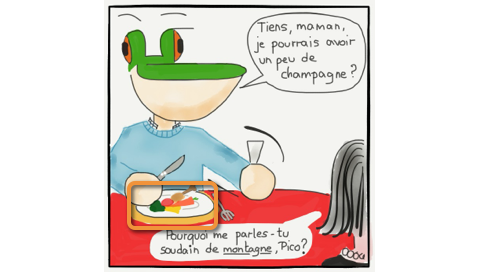 Tiens, maman,
je pourrais avoir
un peu de
champagne?
Pourquoi me parles-tu
soudain de montagne, Pico?